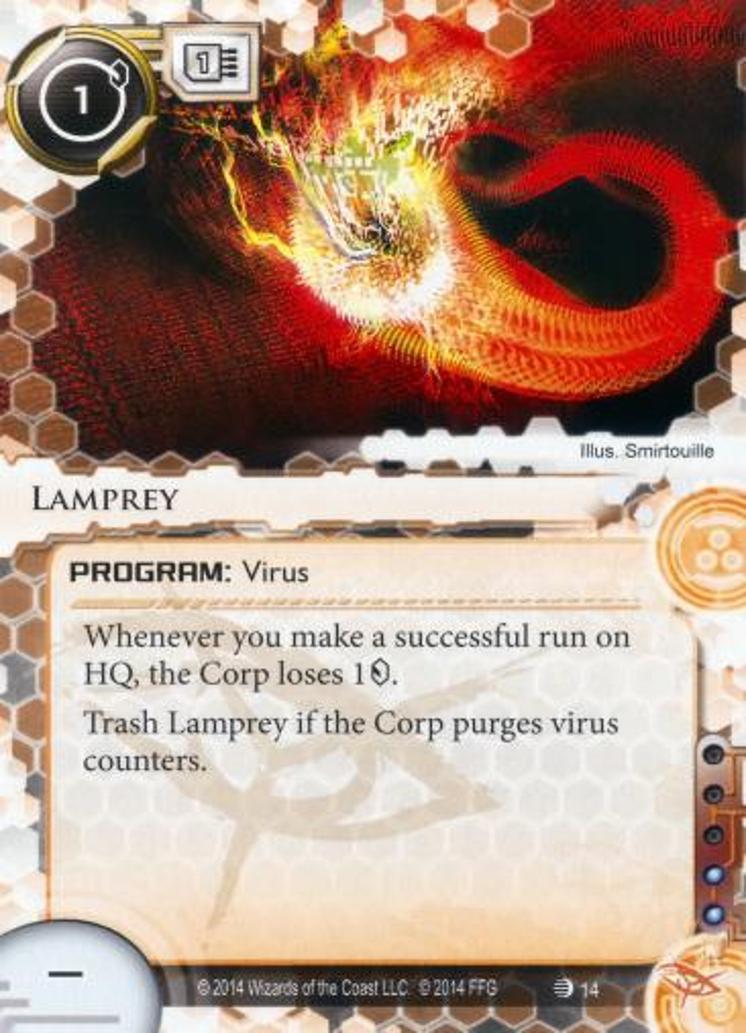 1
1
Illus. Smirtouille
LAMPREY
PROGRAM: Virus
Whenever you make a successful run on
HQ, the Corp loses 1.
Trash Lamprey if the Corp purges virus
counters.
–
© 2014 Wizards of the Coast LLC. © 2014 FFG 14